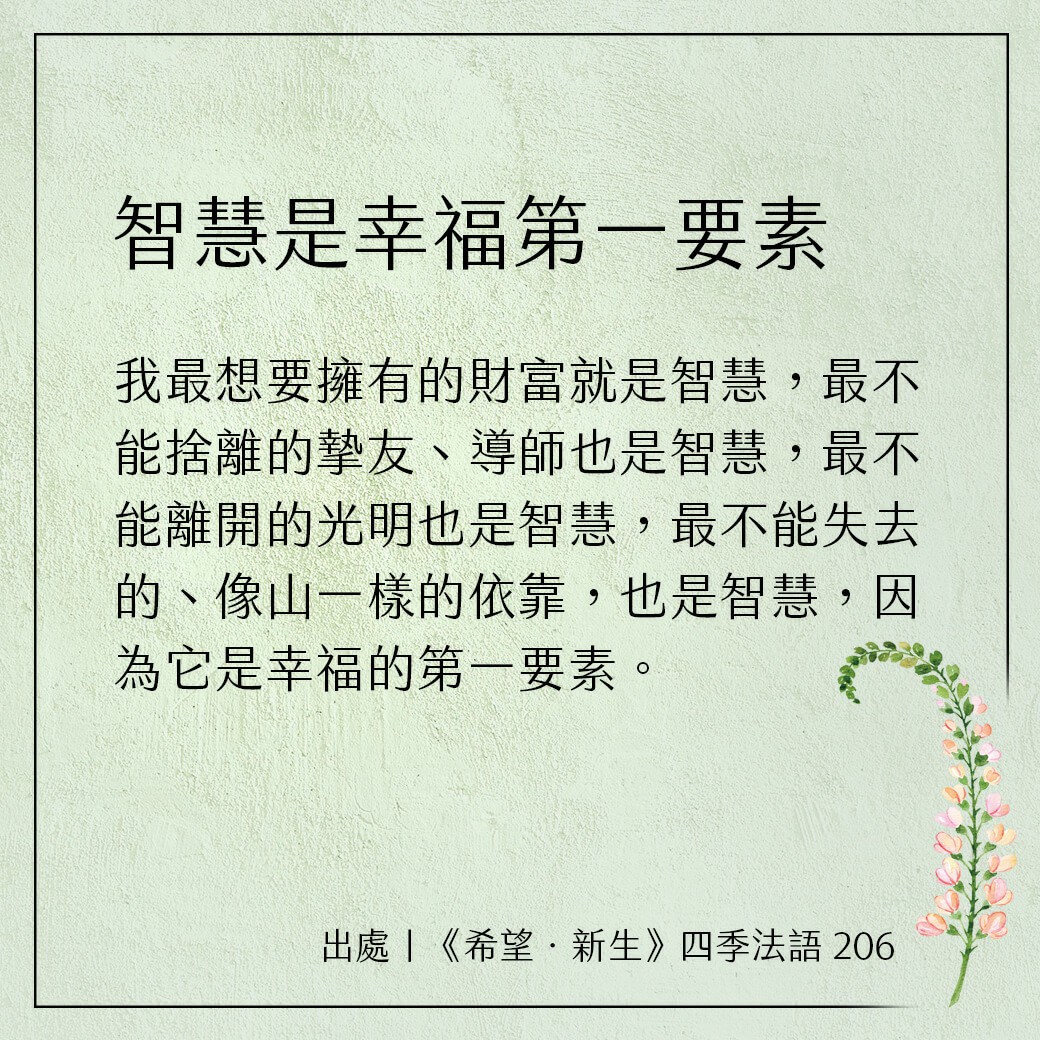 智慧是幸福第一要素
我最想要擁有的財富就是智慧，最不
能捨離的摯友、導師也是智慧，最不
能離開的光明也是智慧，最不能失去
的、像山一樣的依靠，也是智慧，因
為它是幸福的第一要素。
出處｜《希望．新生》四季法語 206